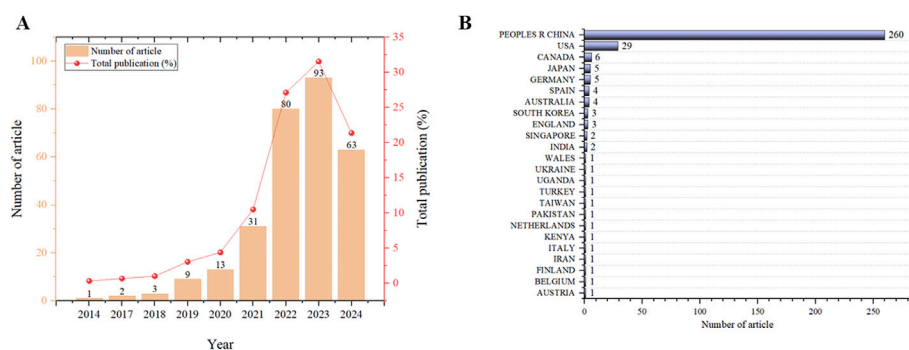 A
Number of article
Total publication (%)
Number of article
100
80
60
40
20
0
Total publication (%)
35
30
25
20
15
10
5
0
1
2
3
9
13
31
80
93
63
2014 2017 2018 2019 2020 2021 2022 2023 2024
Year
B
PEOPLES R CHINA 260
USA 29
CANADA 6
JAPAN 5
GERMANY 5
SPAIN 4
AUSTRALIA 4
SOUTH KOREA 3
ENGLAND 3
SINGAPORE 2
INDIA 2
WALES 1
UKRAINE 1
UGANDA 1
TURKEY 1
TAIWAN 1
PAKISTAN 1
NETHERLANDS 1
KENYA 1
ITALY 1
IRAN 1
FINLAND 1
BELGIUM 1
AUSTRIA 1
0 50 100 150 200 250
Number of article